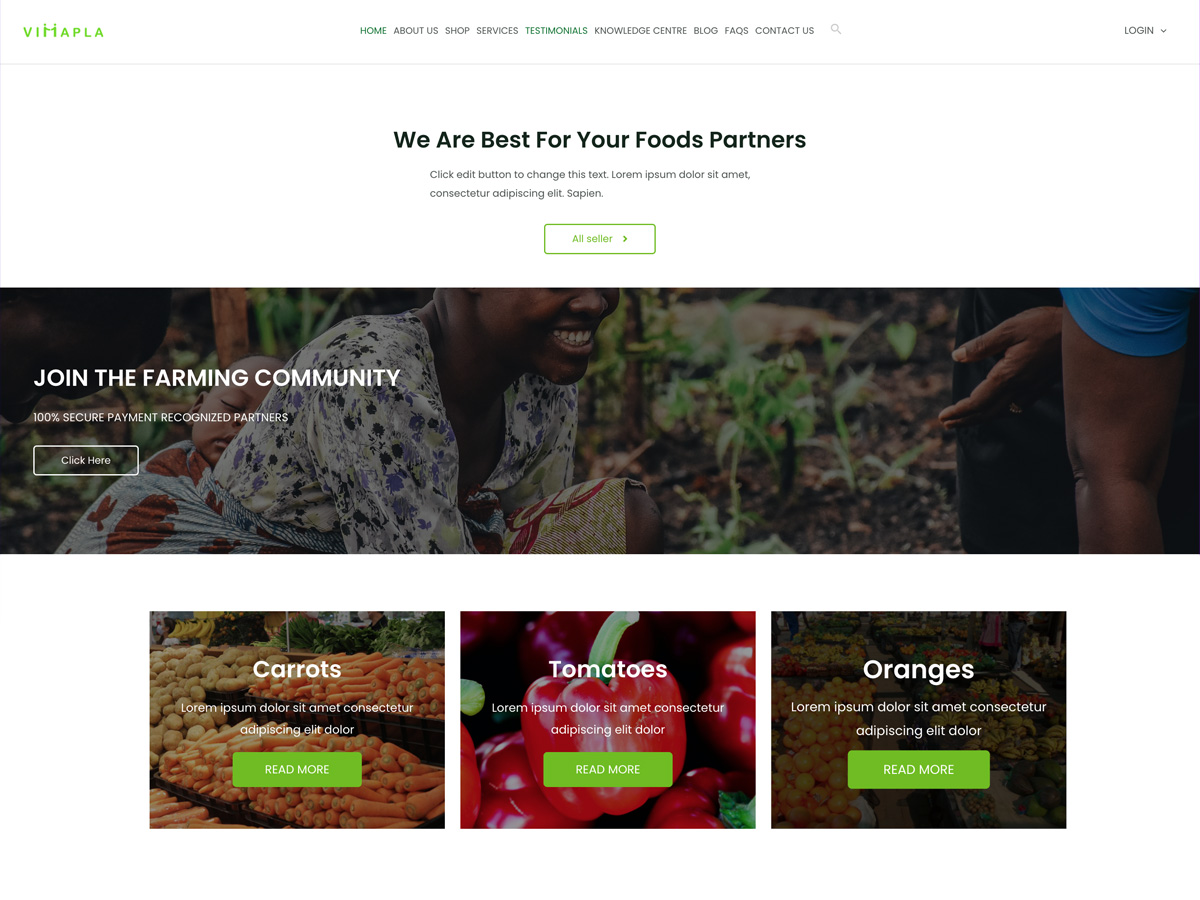 VIMAPLA
HOME ABOUT US SHOP SERVICES TESTIMONIALS KNOWLEDGE CENTRE BLOG FAQS CONTACT US
LOGIN
We Are Best For Your Foods Partners
Click edit button to change this text. Lorem ipsum dolor sit amet,
consectetur adipiscing elit. Sapien.
All seller
JOIN THE FARMING COMMUNITY
100% SECURE PAYMENT RECOGNIZED PARTNERS
Click Here
Carrots
Lorem ipsum dolor sit amet consectetur
adipiscing elit dolor
READ MORE
Tomatoes
Lorem ipsum dolor sit amet consectetur
adipiscing elit dolor
READ MORE
Oranges
Lorem ipsum dolor sit amet consectetur
adipiscing elit dolor
READ MORE